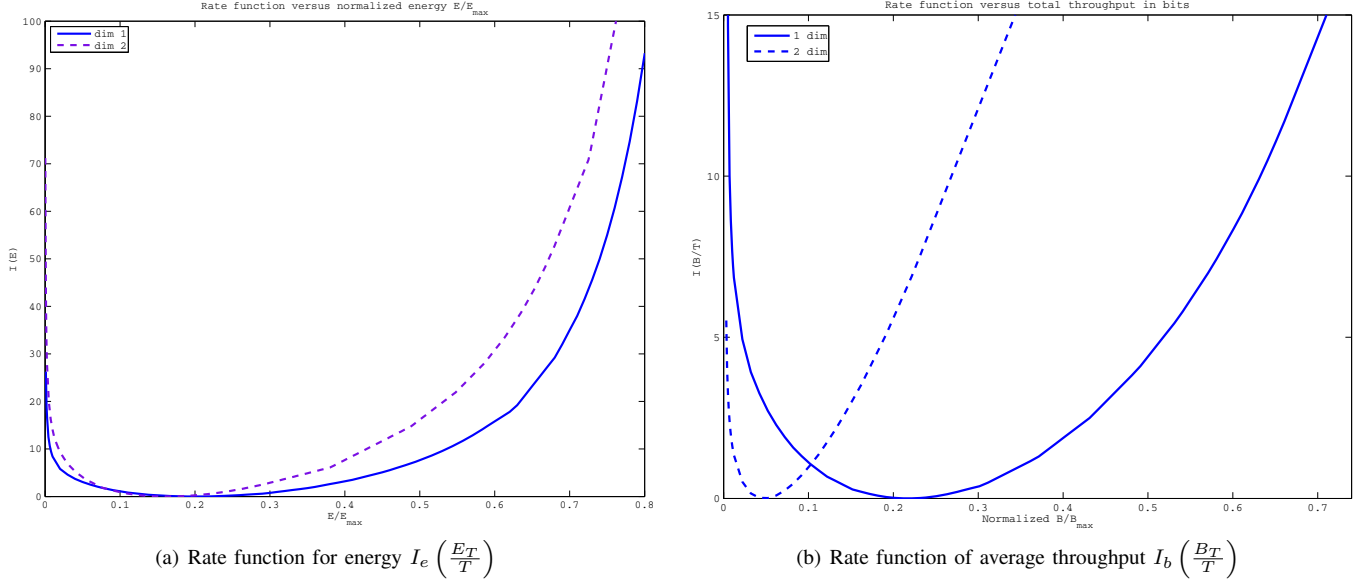 Rate function versus normalized energy E/E_max
dim 1
dim 2
100
90
80
70
60
50
40
30
20
10
0
I(E)
0 0.1 0.2 0.3 0.4 0.5 0.6 0.7 0.8
E/E_max
(a) Rate function for energy I_e (E_T/T)
Rate function versus total throughput in bits
1 dim
2 dim
15
10
5
0
I(B/T)
0 0.1 0.2 0.3 0.4 0.5 0.6 0.7
Normalized B/B_max
(b) Rate function of average throughput I_b (B_T/T)